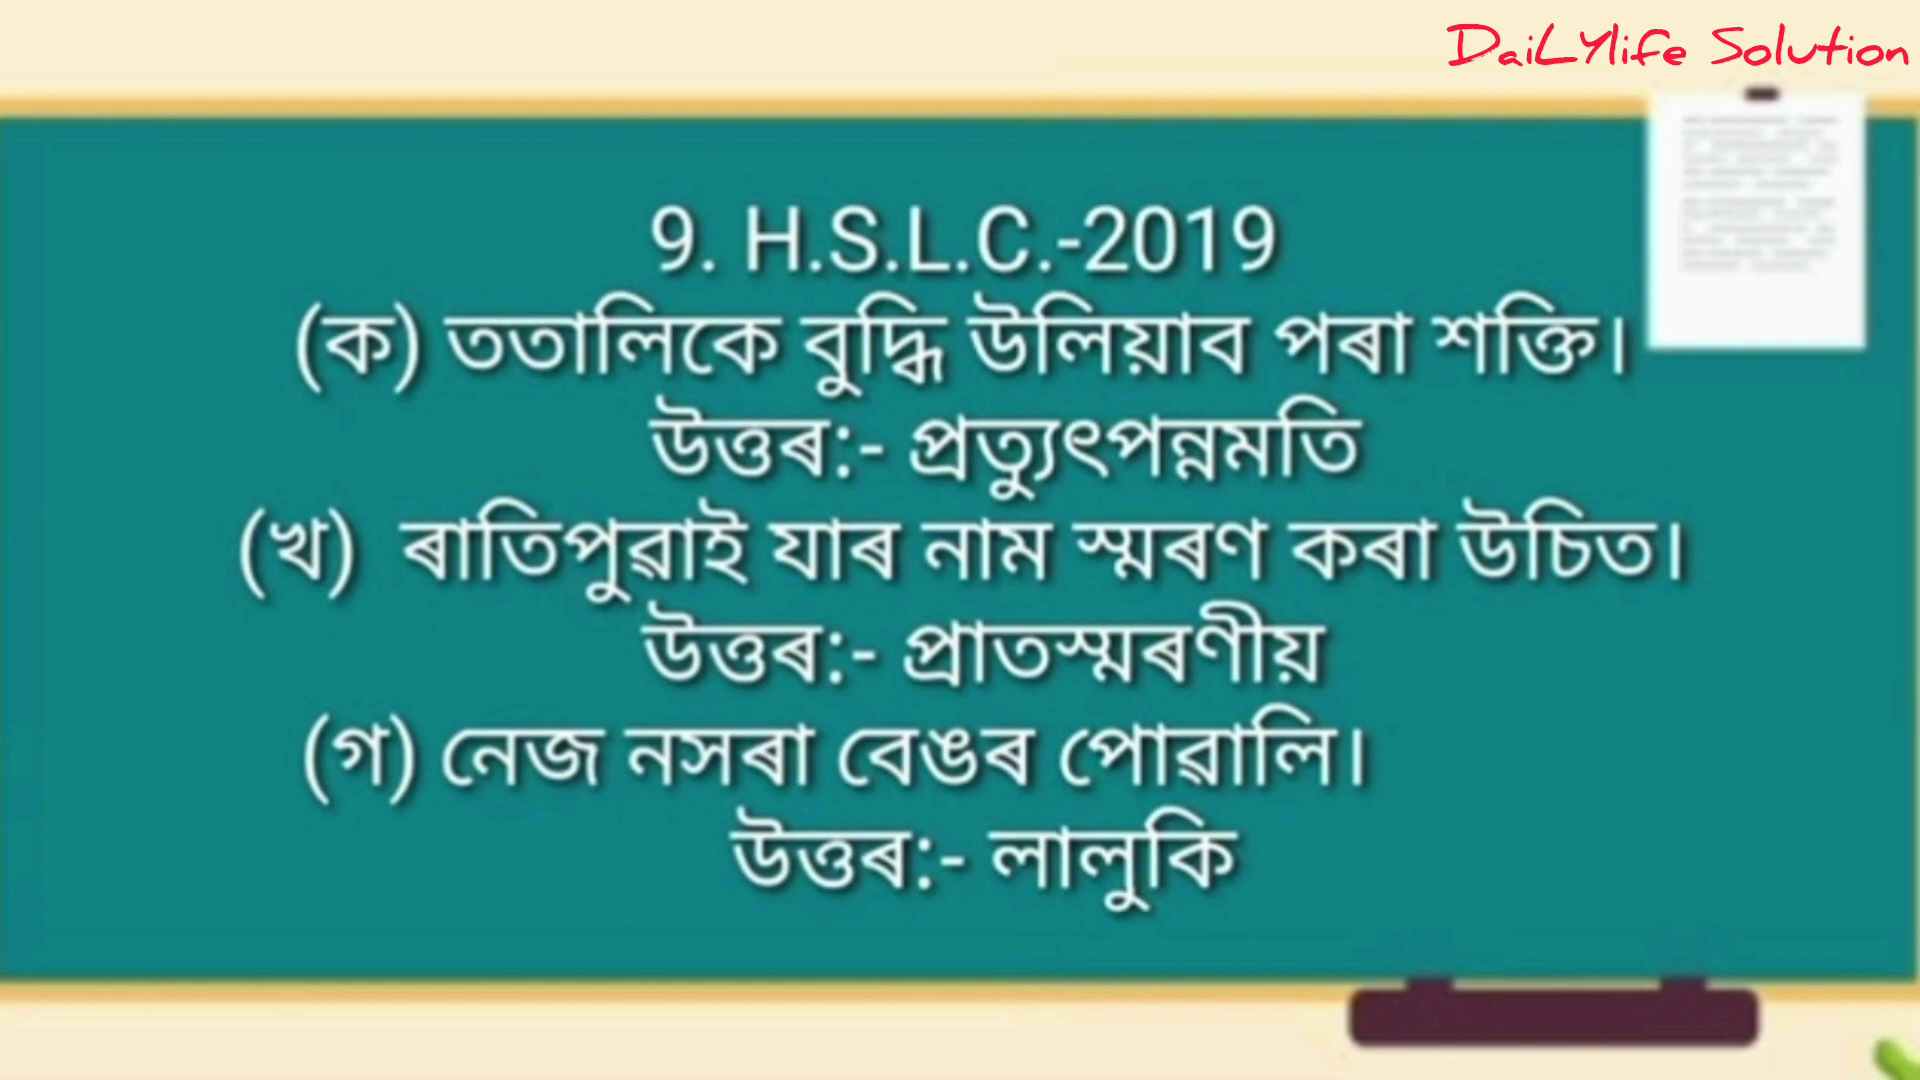 DaiLYlife Solution
9. H.S.L.C.-2019
(ক) ততালিকে বুদ্ধি উলিয়াব পৰা শক্তি।
উত্তৰ:- প্ৰত্যুৎপন্নমতি
(খ) ৰাতিপুৱাই যাৰ নাম স্মৰণ কৰা উচিত।
উত্তৰ:- প্ৰাতস্মৰণীয়
(গ) নেজ নসৰা বেঙৰ পোৱালি।
উত্তৰ:- লালুকি